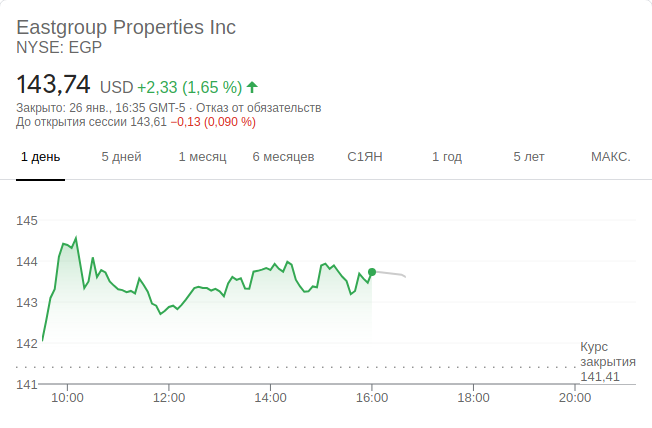 Eastgroup Properties Inc
NYSE: EGP
143,74 USD +2,33 (1,65 %)
Закрыто: 26 янв., 16:35 GMT-5 · Отказ от обязательств
До открытия сессии 143,61 −0,13 (0,090 %)
1 день 5 дней 1 месяц 6 месяцев С1ЯН 1 год 5 лет МАКС.
145
144
143
142
141
Курс
закрытия
141,41
10:00 12:00 14:00 16:00 18:00 20:00